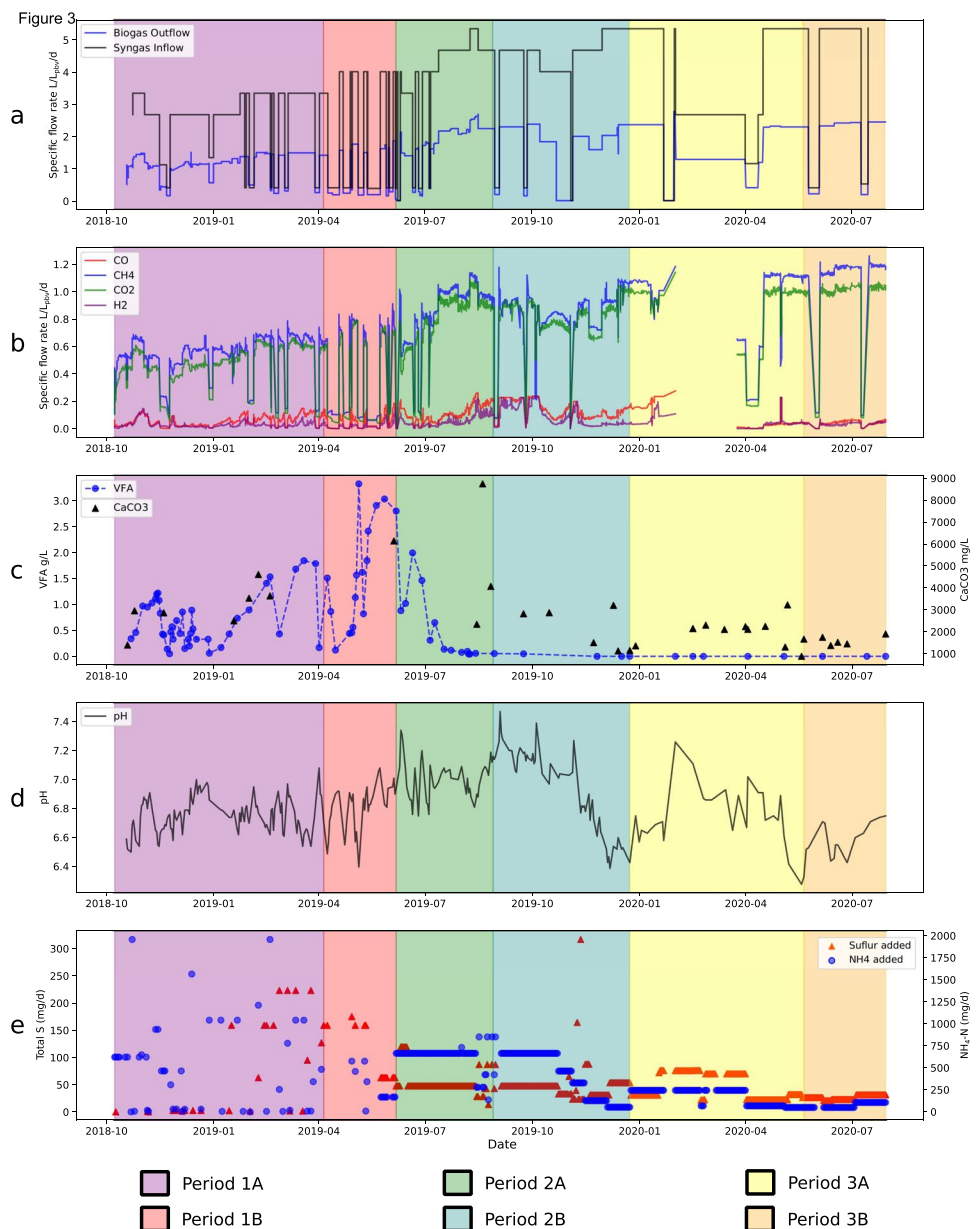 Figure 3
a
Specific flow rate L/L_pbv/d
Biogas Outflow
Syngas Inflow
5
4
3
2
1
0
2018-10 2019-01 2019-04 2019-07 2019-10 2020-01 2020-04 2020-07
b
Specific flow rate L/L_pbv/d
CO
CH4
CO2
H2
1.2
1.0
0.8
0.6
0.4
0.2
0.0
2018-10 2019-01 2019-04 2019-07 2019-10 2020-01 2020-04 2020-07
c
VFA g/L
VFA
CaCO3
3.0
2.5
2.0
1.5
1.0
0.5
0.0
9000
8000
7000
6000
5000
4000
3000
2000
1000
CaCO3 mg/L
2018-10 2019-01 2019-04 2019-07 2019-10 2020-01 2020-04 2020-07
d
pH
pH
7.4
7.2
7.0
6.8
6.6
6.4
2018-10 2019-01 2019-04 2019-07 2019-10 2020-01 2020-04 2020-07
e
Total S (mg/d)
Suflur added
NH4 added
300
250
200
150
100
50
0
2000
1750
1500
1250
1000
750
500
250
0
NH₄-N (mg/d)
2018-10 2019-01 2019-04 2019-07 2019-10 2020-01 2020-04 2020-07
Date
Period 1A Period 2A Period 3A
Period 1B Period 2B Period 3B